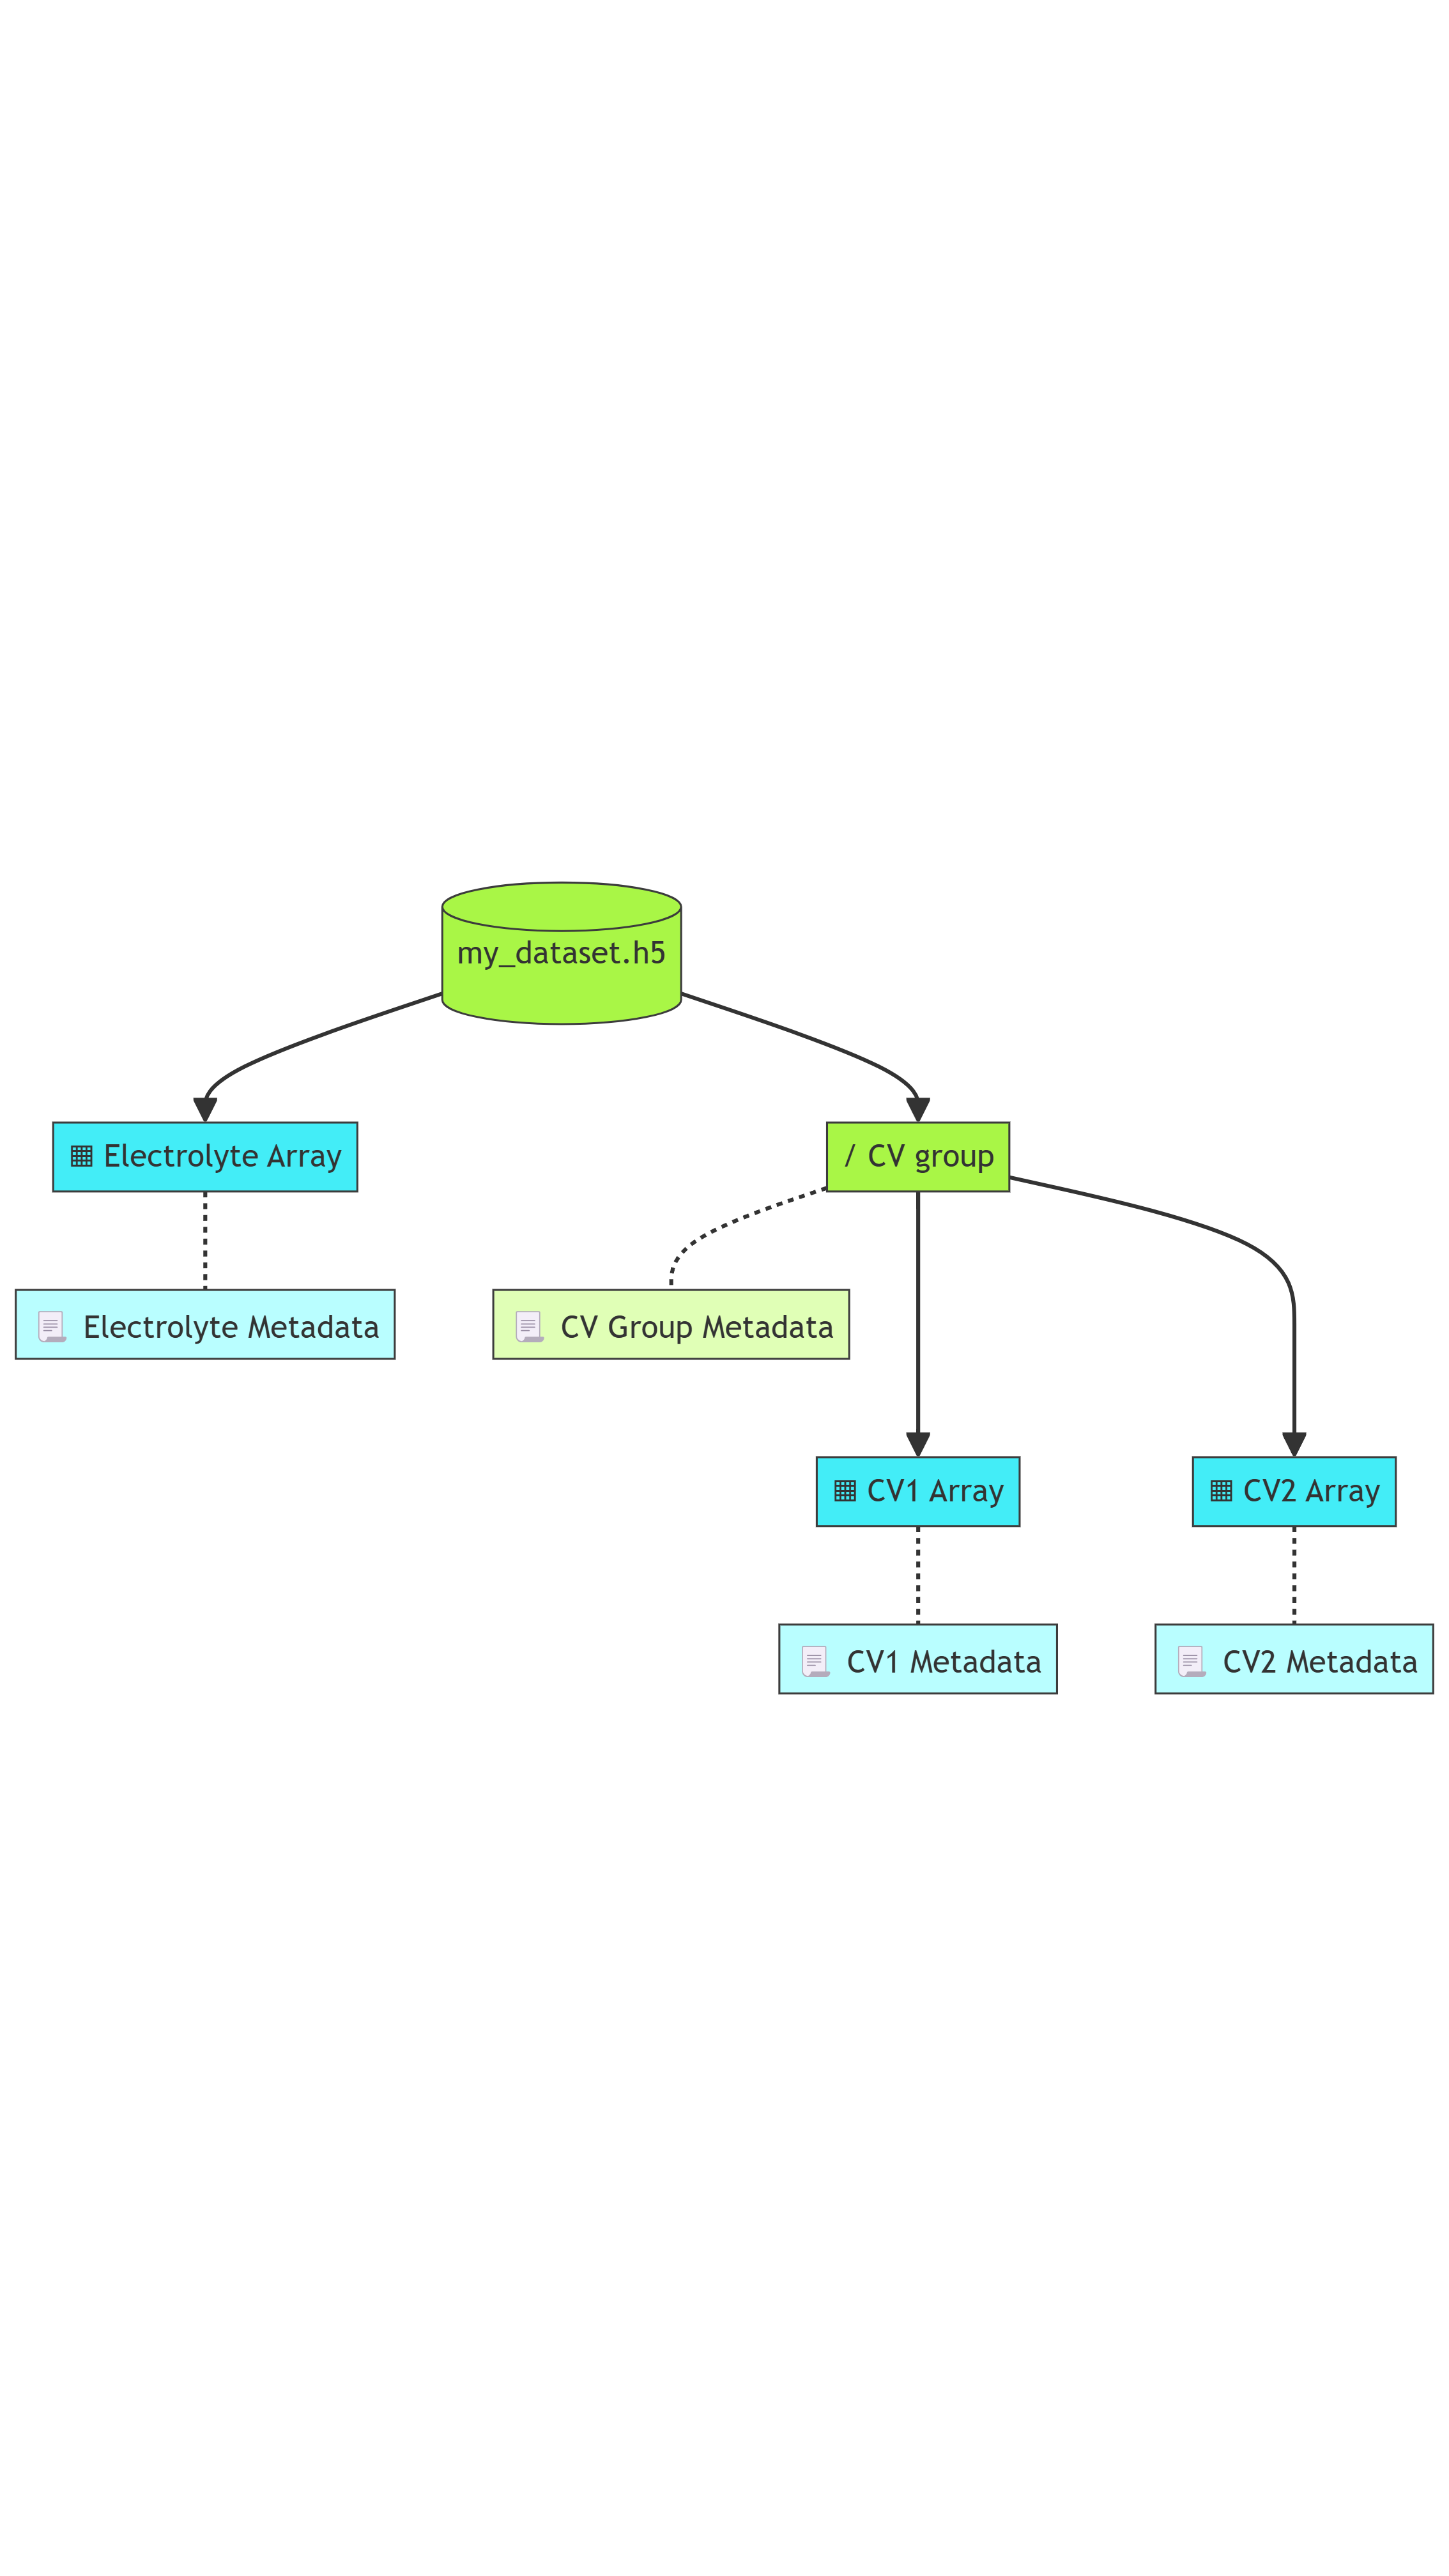 my_dataset.h5
▦ Electrolyte Array
/ CV group
📜 Electrolyte Metadata
📜 CV Group Metadata
▦ CV1 Array
▦ CV2 Array
📜 CV1 Metadata
📜 CV2 Metadata